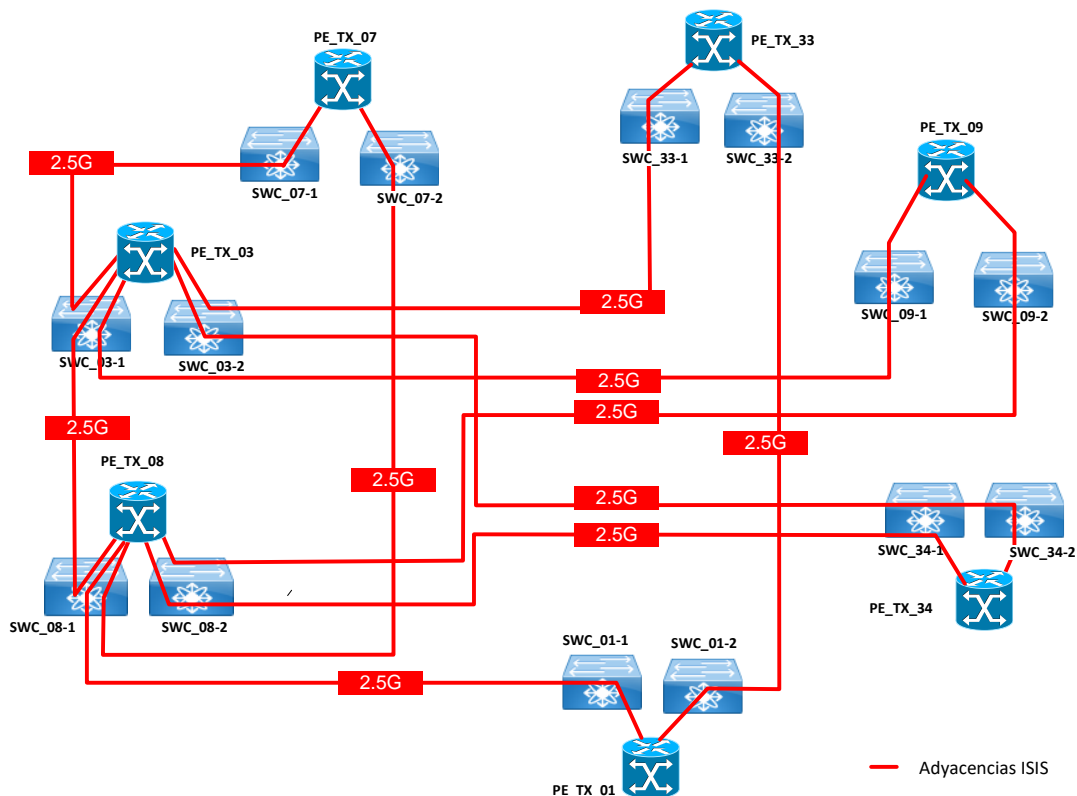 PE_TX_07
PE_TX_33
PE_TX_09
2.5G
SWC_33-1
SWC_33-2
SWC_07-1
SWC_07-2
PE_TX_03
2.5G
SWC_09-1
SWC_09-2
SWC_03-1
SWC_03-2
2.5G
2.5G
2.5G
2.5G
PE_TX_08
2.5G
2.5G
2.5G
SWC_34-1
SWC_34-2
PE_TX_34
SWC_08-1
SWC_08-2
SWC_01-1
SWC_01-2
2.5G
PE_TX_01
Adyacencias ISIS